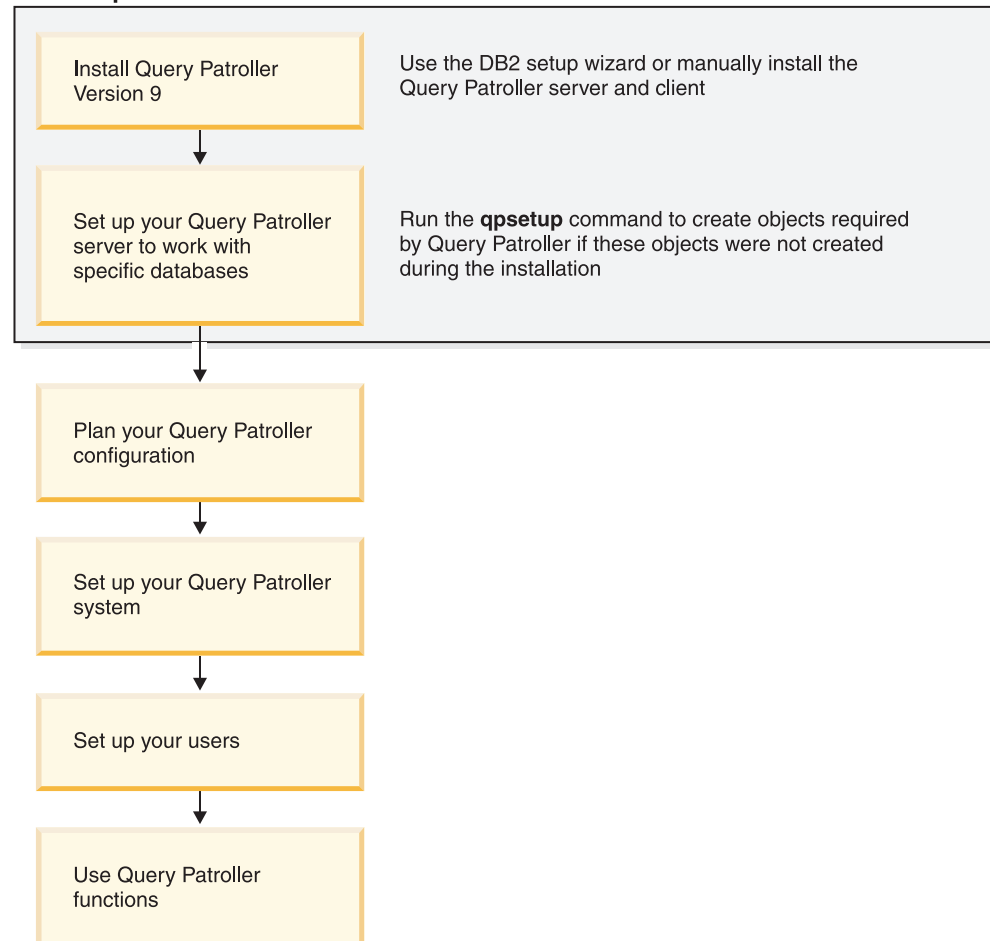 Install Query Patroller
Version 9
Use the DB2 setup wizard or manually install the
Query Patroller server and client
Set up your Query Patroller
server to work with
specific databases
Run the qpsetup command to create objects required
by Query Patroller if these objects were not created
during the installation
Plan your Query Patroller
configuration
Set up your Query Patroller
system
Set up your users
Use Query Patroller
functions